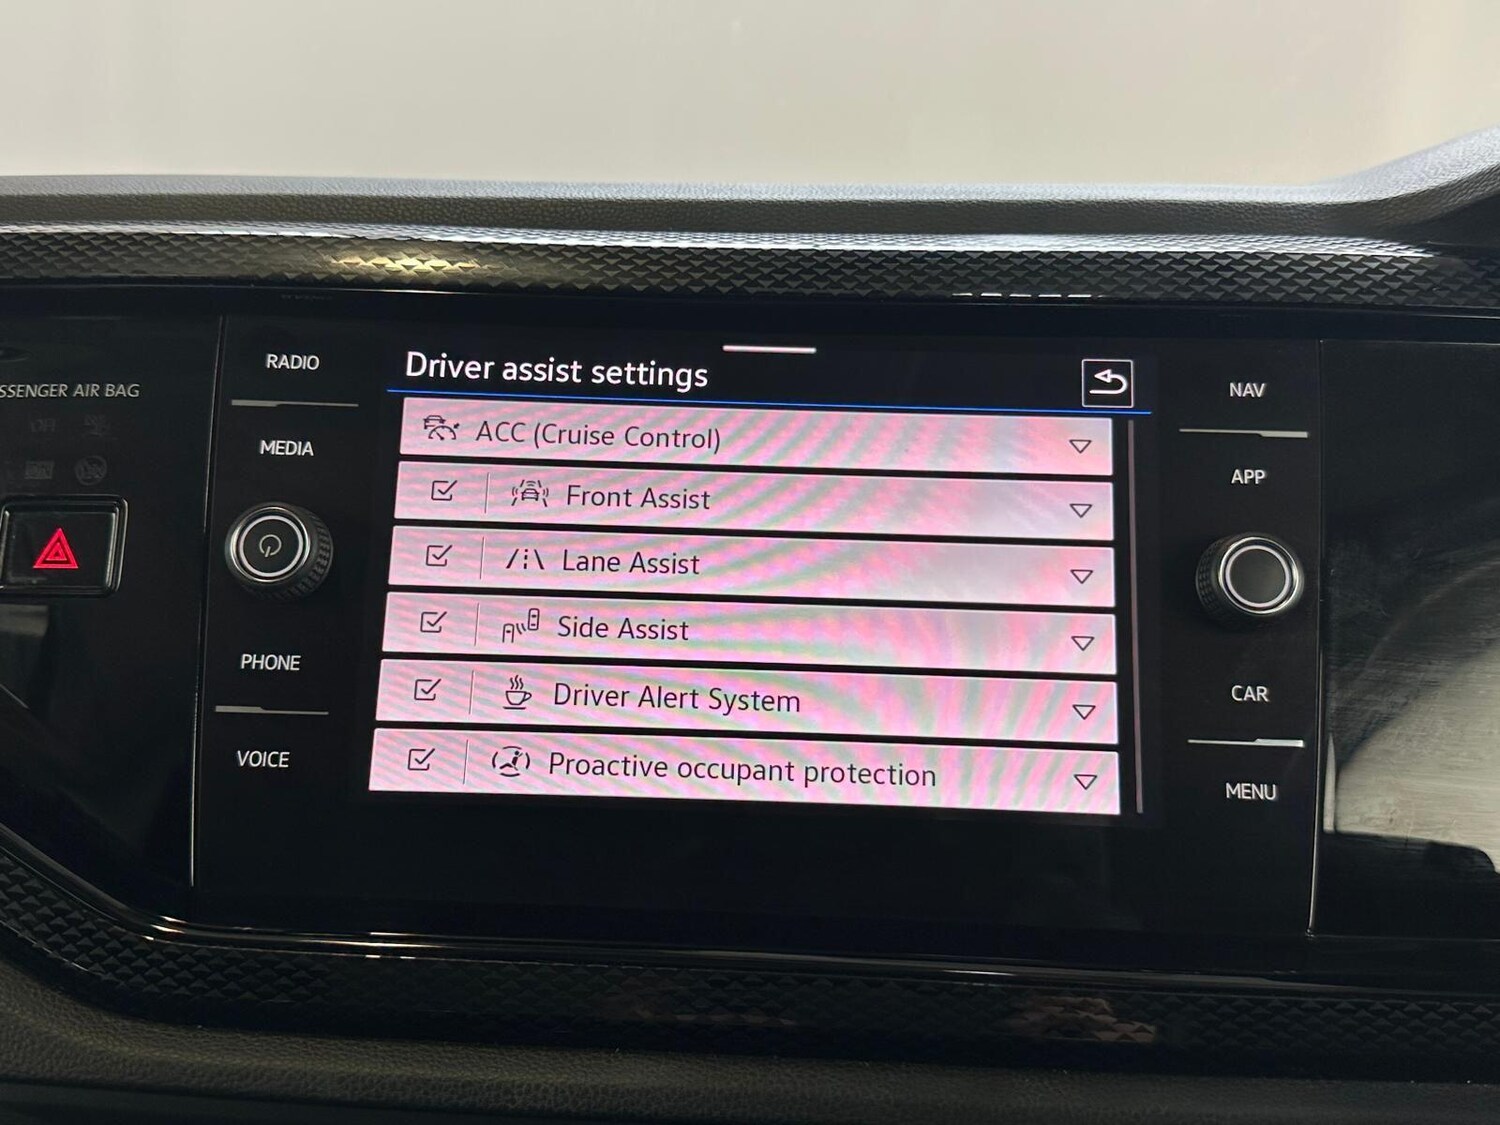 SSENGER AIR BAG
RADIO
MEDIA
PHONE
VOICE
Driver assist settings
ACC (Cruise Control)
Front Assist
Lane Assist
Side Assist
Driver Alert System
Proactive occupant protection
NAV
APP
CAR
MENU